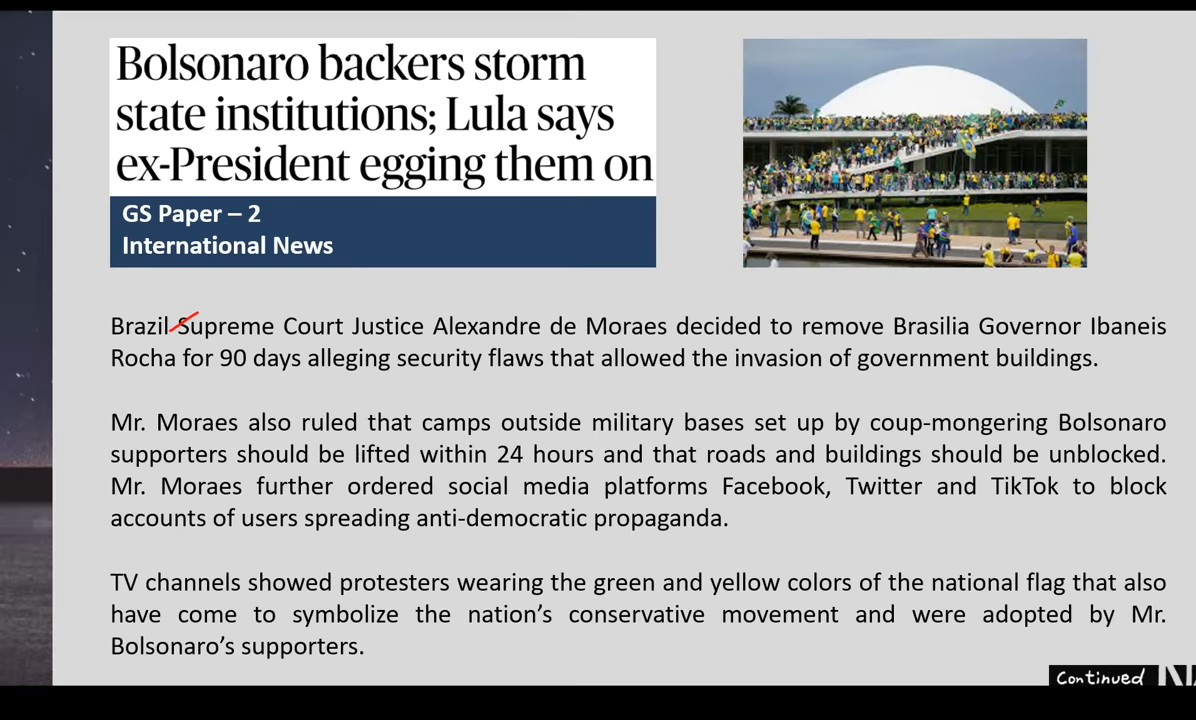 Bolsonaro backers storm
state institutions; Lula says
ex-President egging them on
GS Paper – 2
International News
Brazil Supreme Court Justice Alexandre de Moraes decided to remove Brasilia Governor Ibaneis
Rocha for 90 days alleging security flaws that allowed the invasion of government buildings.
Mr. Moraes also ruled that camps outside military bases set up by coup-mongering Bolsonaro
supporters should be lifted within 24 hours and that roads and buildings should be unblocked.
Mr. Moraes further ordered social media platforms Facebook, Twitter and TikTok to block
accounts of users spreading anti-democratic propaganda.
TV channels showed protesters wearing the green and yellow colors of the national flag that also
have come to symbolize the nation’s conservative movement and were adopted by Mr.
Bolsonaro’s supporters.
Continued